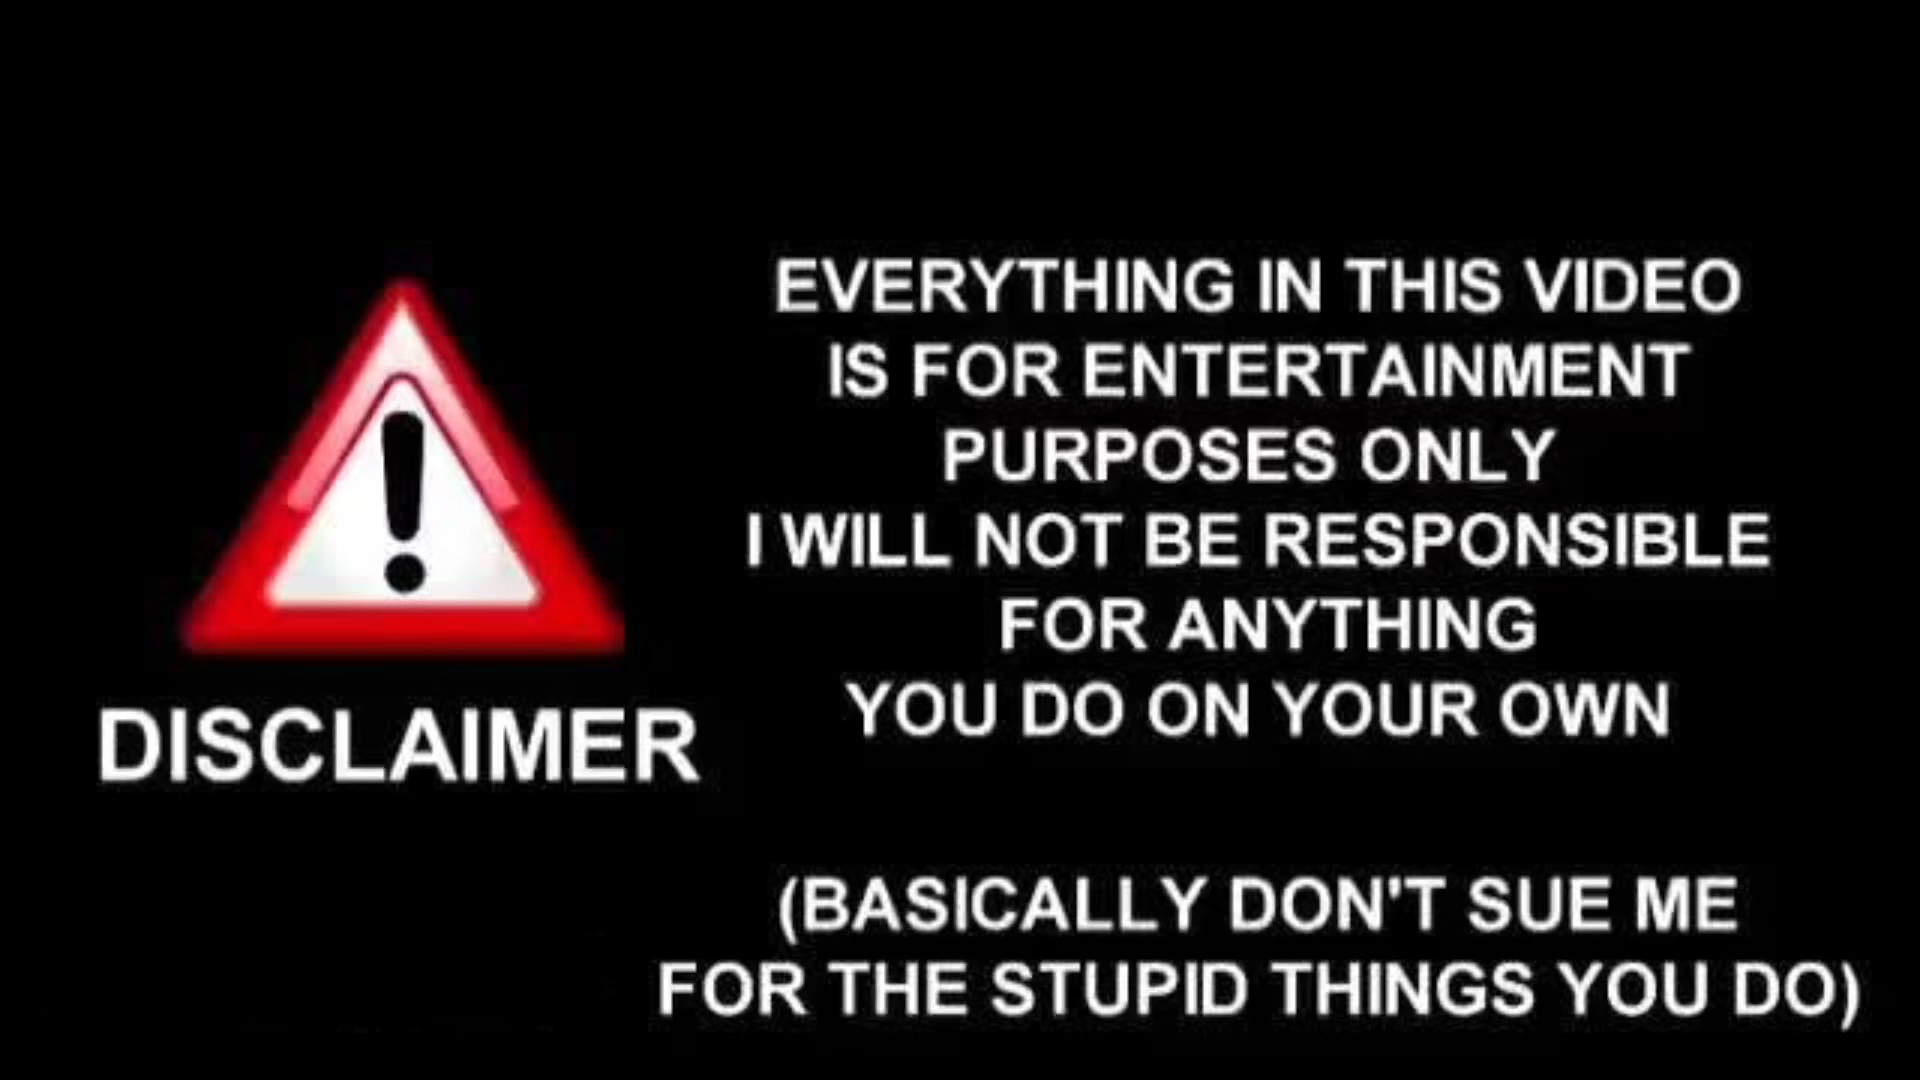 DISCLAIMER
EVERYTHING IN THIS VIDEO
IS FOR ENTERTAINMENT
PURPOSES ONLY
I WILL NOT BE RESPONSIBLE
FOR ANYTHING
YOU DO ON YOUR OWN
(BASICALLY DON'T SUE ME
FOR THE STUPID THINGS YOU DO)